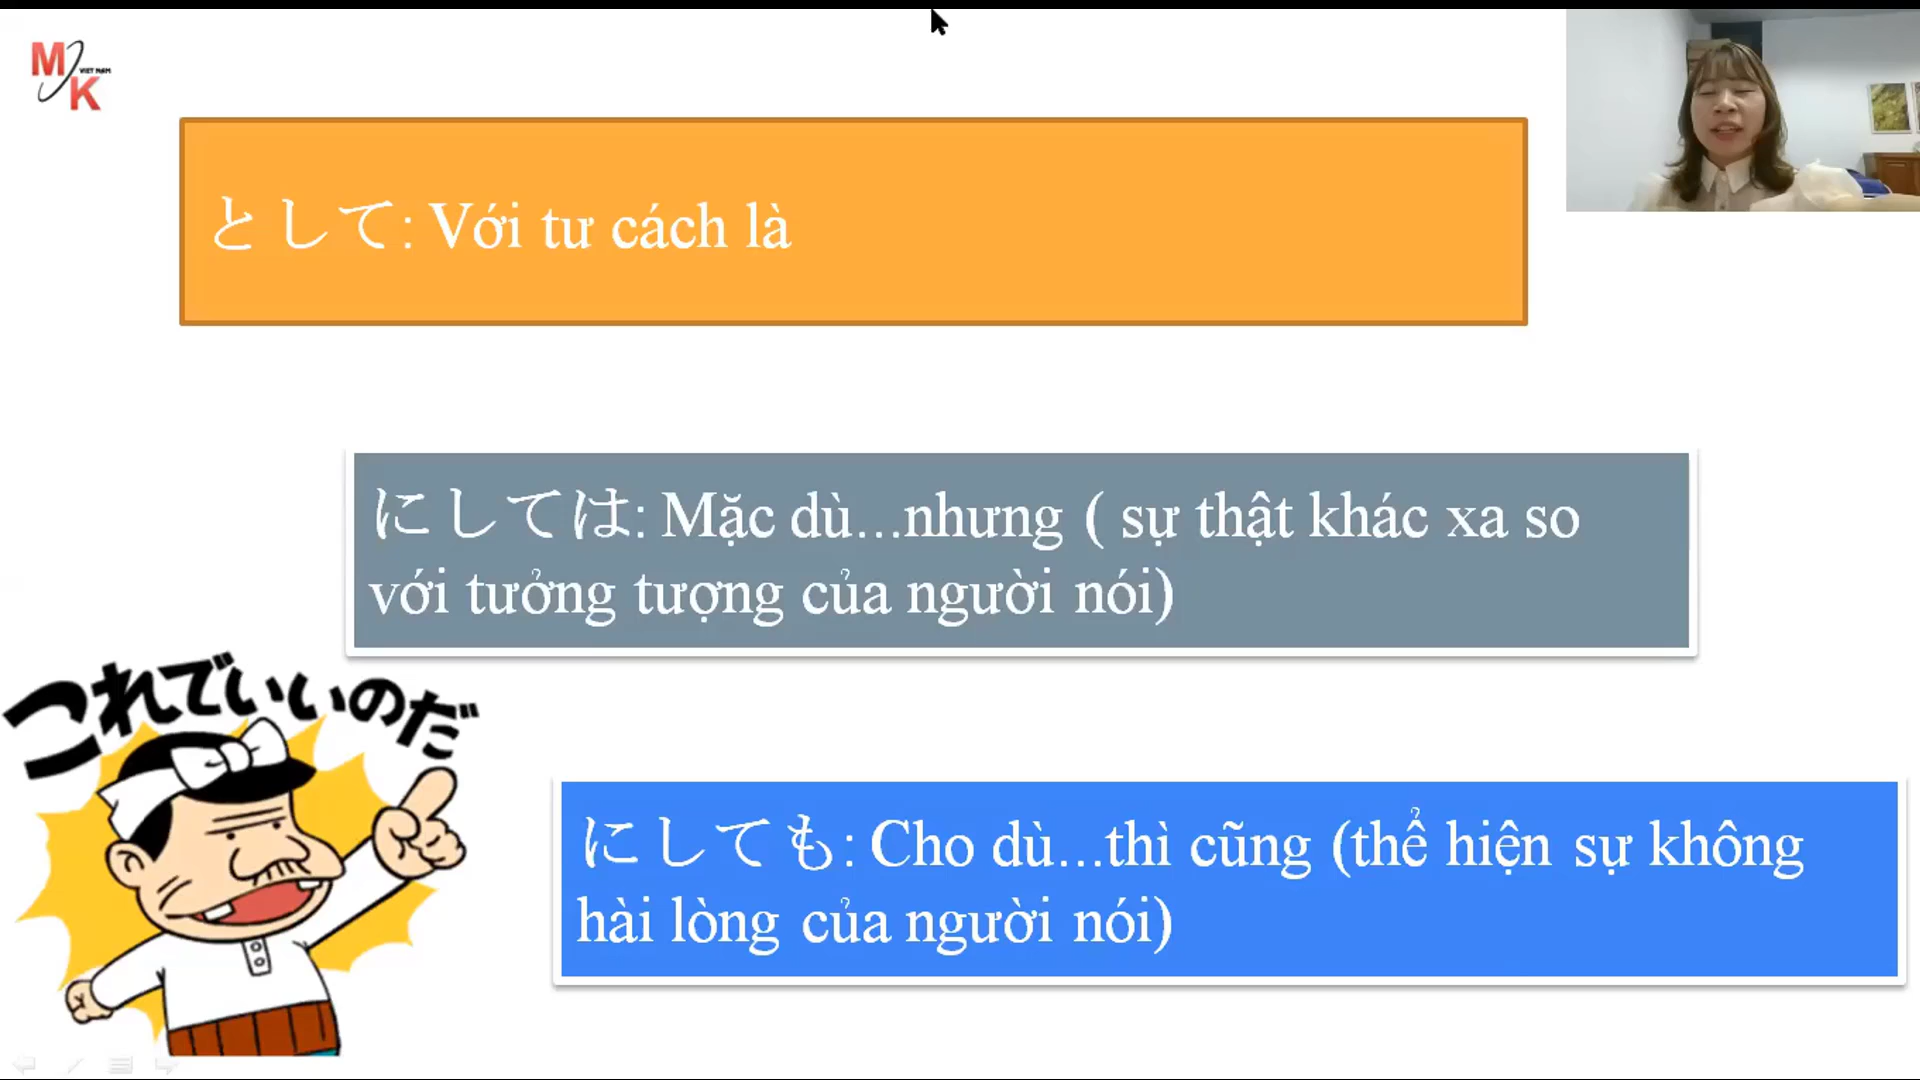 M VIET NAM
K
として: Với tư cách là
にしては: Mặc dù...nhưng ( sự thật khác xa so
với tưởng tượng của người nói)
これでいいのだ
にしても: Cho dù...thì cũng (thể hiện sự không
hài lòng của người nói)